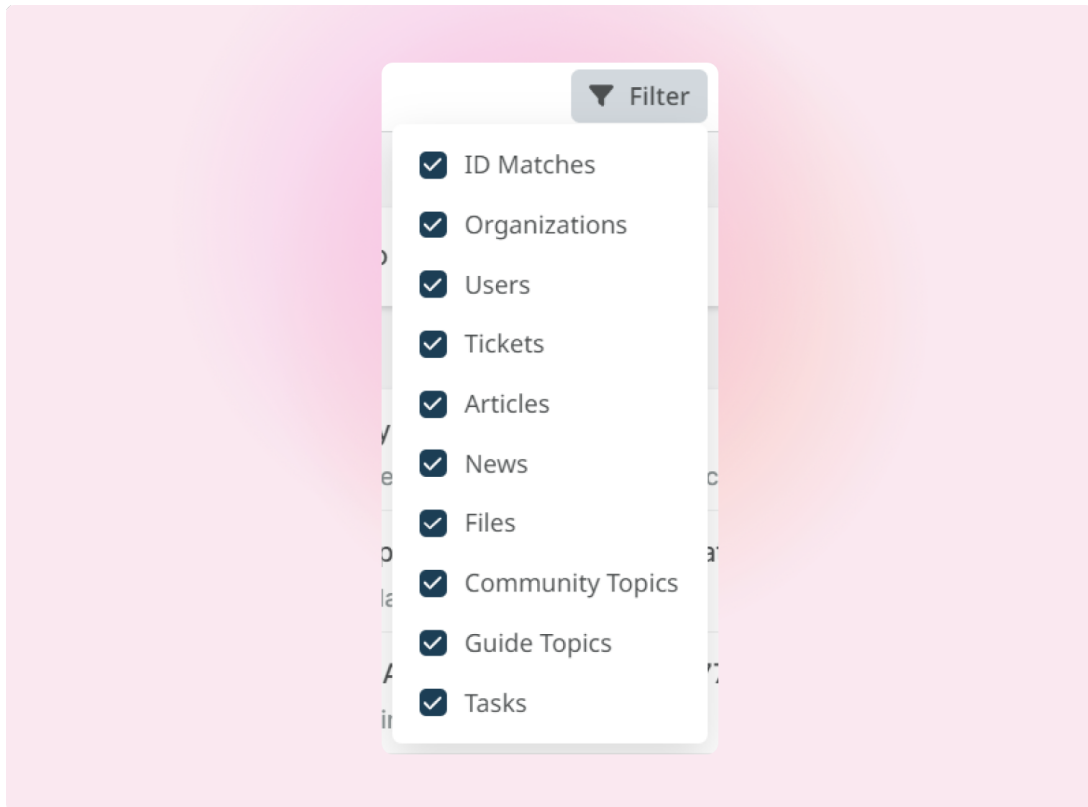 Filter
ID Matches
Organizations
Users
Tickets
Articles
News
Files
Community Topics
Guide Topics
Tasks